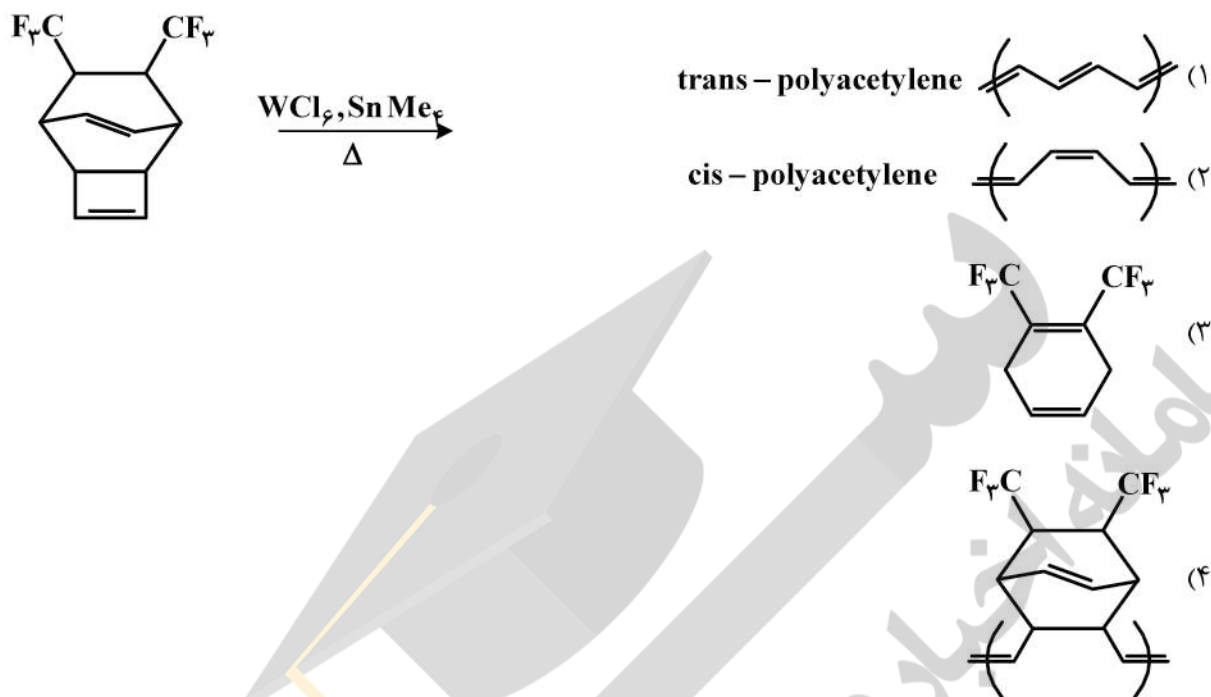 F۳C CF۳
WCl۶, SnMe۴
Δ
trans – polyacetylene (۱
cis – polyacetylene (۲
F۳C CF۳
(۳
F۳C CF۳
(۴